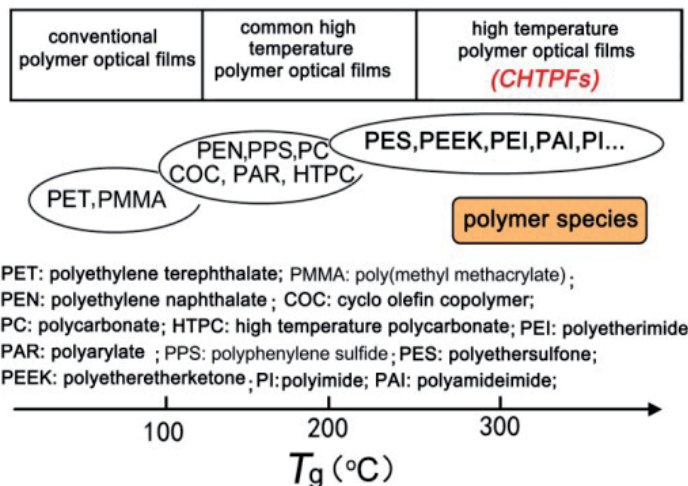 conventional
polymer optical films
common high
temperature
polymer optical films
high temperature
polymer optical films
(CHTPFs)
PET,PMMA
PEN,PPS,PC
COC, PAR, HTPC
PES,PEEK,PEI,PAI,PI...
polymer species
PET: polyethylene terephthalate; PMMA: poly(methyl methacrylate);
PEN: polyethylene naphthalate; COC: cyclo olefin copolymer;
PC: polycarbonate; HTPC: high temperature polycarbonate; PEI: polyetherimide
PAR: polyarylate ; PPS: polyphenylene sulfide; PES: polyethersulfone;
PEEK: polyetheretherketone; PI:polyimide; PAI: polyamideimide;
100 200 300
Tg (°C)